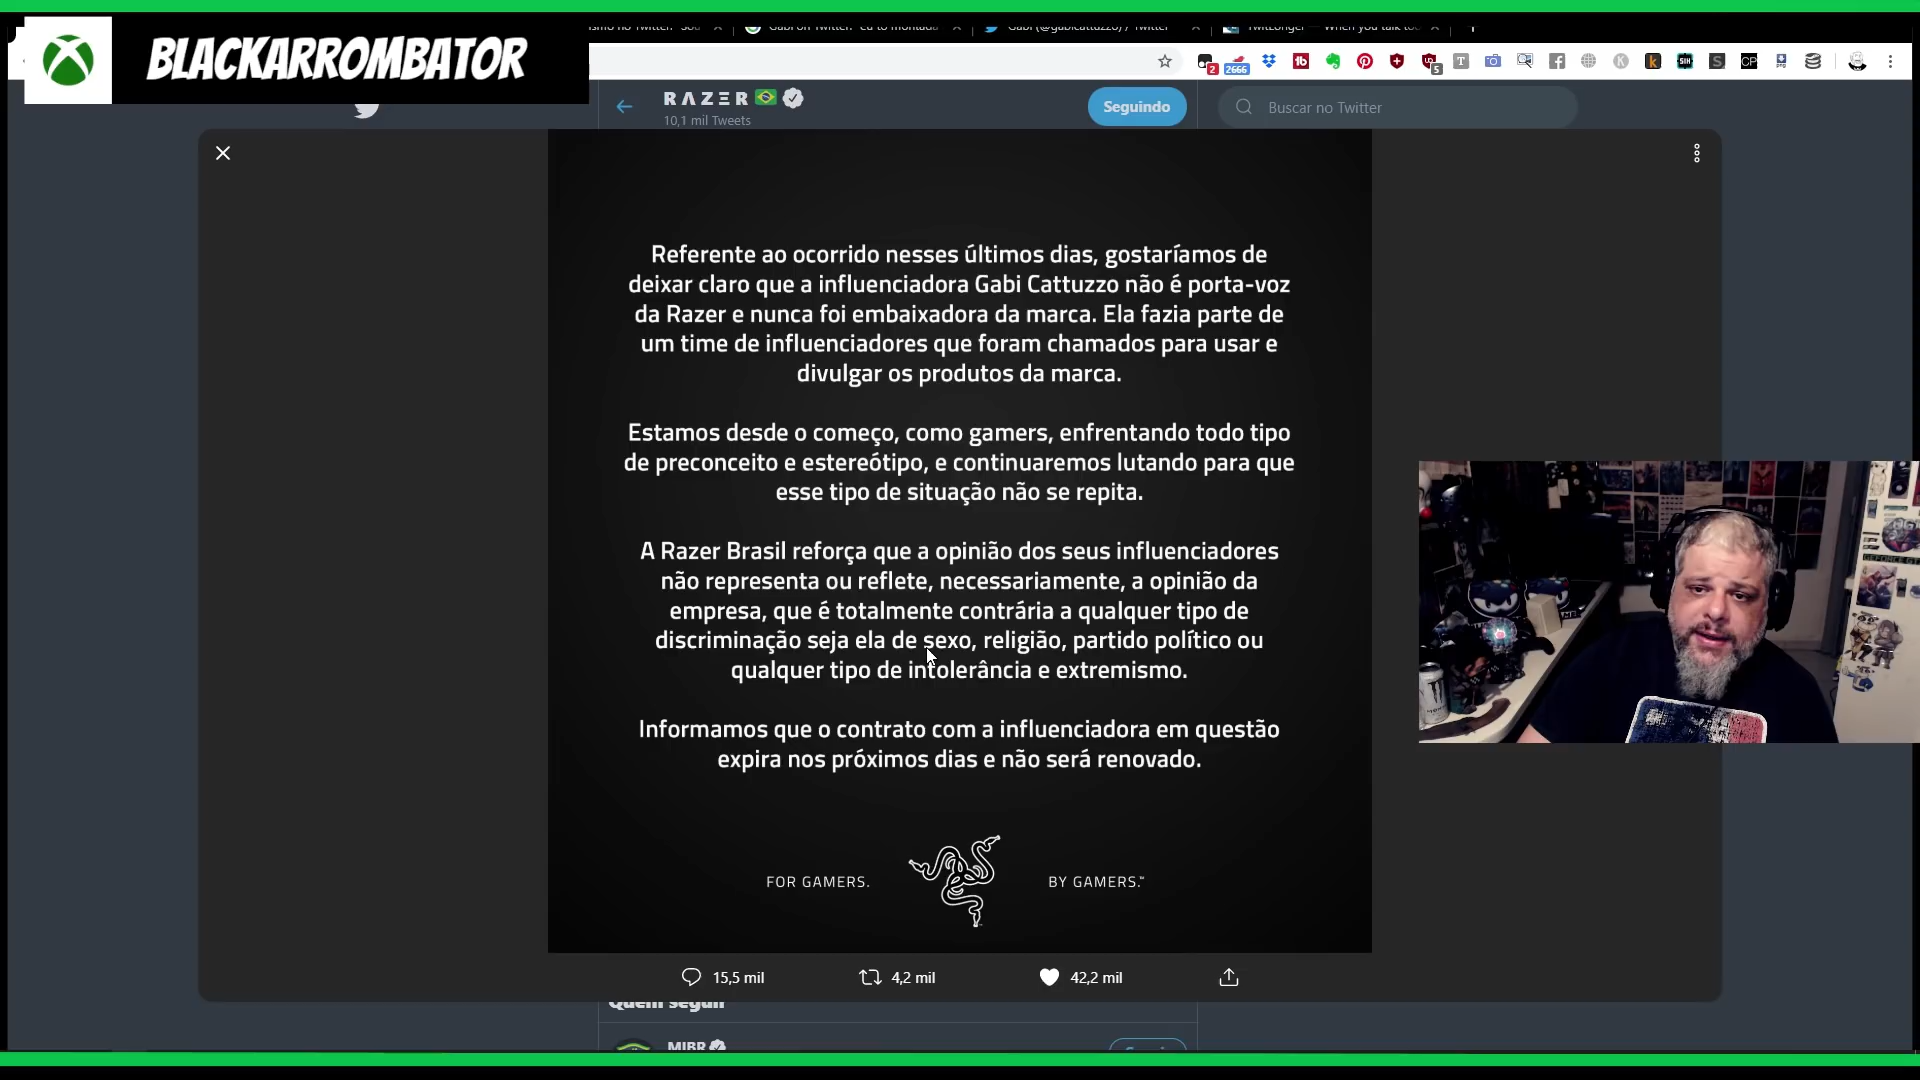 BLACKARROMBATOR
RAZER
10,1 mil Tweets
Seguindo
Buscar no Twitter
2
2666
5
Referente ao ocorrido nesses últimos dias, gostaríamos de
deixar claro que a influenciadora Gabi Cattuzzo não é porta-voz
da Razer e nunca foi embaixadora da marca. Ela fazia parte de
um time de influenciadores que foram chamados para usar e
divulgar os produtos da marca.
Estamos desde o começo, como gamers, enfrentando todo tipo
de preconceito e estereótipo, e continuaremos lutando para que
esse tipo de situação não se repita.
A Razer Brasil reforça que a opinião dos seus influenciadores
não representa ou reflete, necessariamente, a opinião da
empresa, que é totalmente contrária a qualquer tipo de
discriminação seja ela de sexo, religião, partido político ou
qualquer tipo de intolerância e extremismo.
Informamos que o contrato com a influenciadora em questão
expira nos próximos dias e não será renovado.
FOR GAMERS. BY GAMERS.™
15,5 mil 4,2 mil 42,2 mil
Quem seguir
MIBR